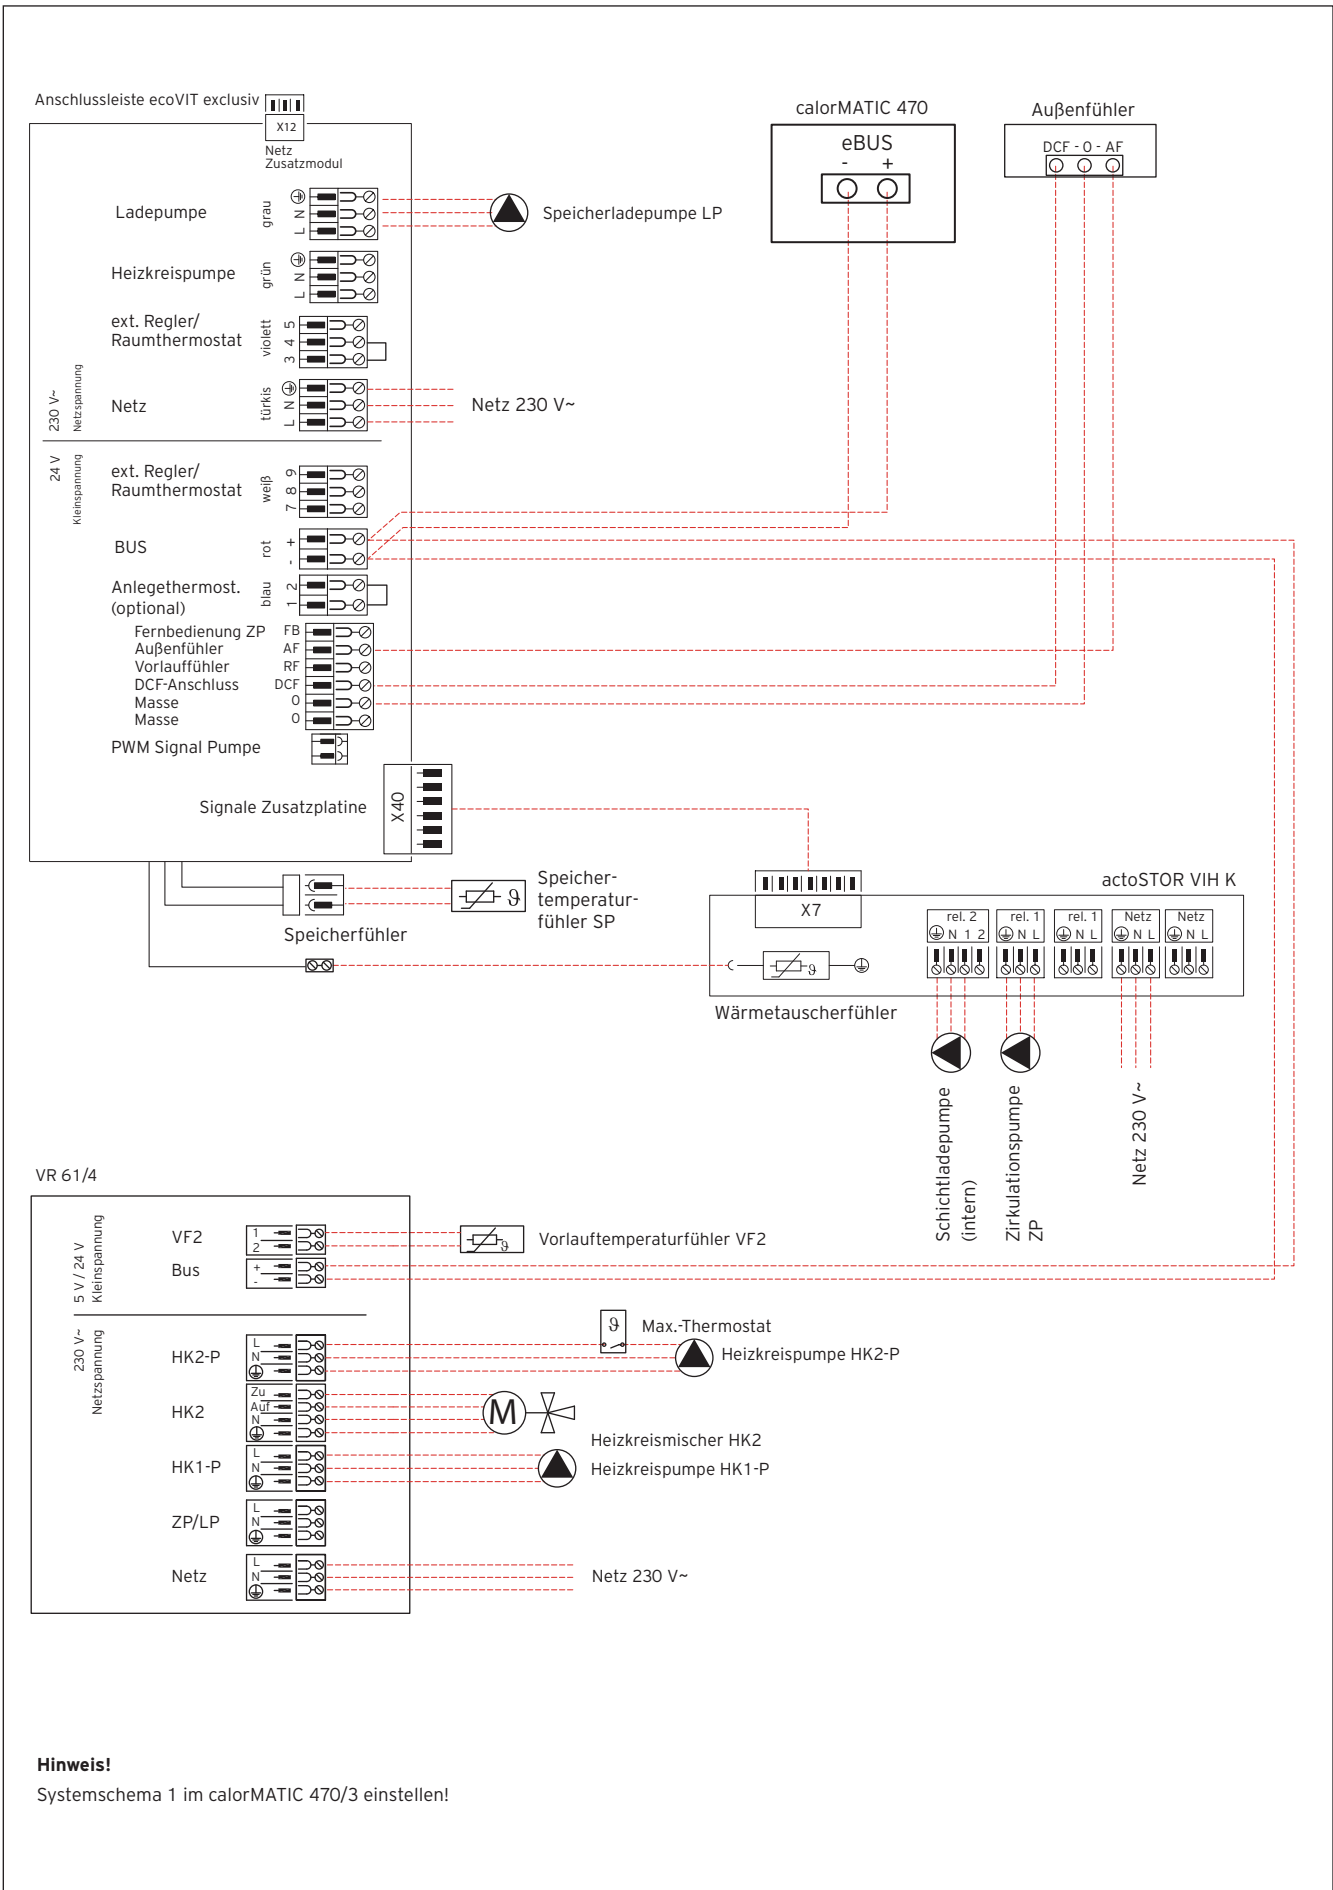 Anschlussleiste ecoVIT exclusiv
X12
Netz
Zusatzmodul
Ladepumpe
grau
L N
Speicherladepumpe LP
Heizkreispumpe
grün
L N
ext. Regler/
Raumthermostat
violett
3 4 5
230 V~
Netzspannung
Netz
türkis
L N
Netz 230 V~
24 V
Kleinspannung
ext. Regler/
Raumthermostat
weiß
7 8 9
BUS
rot
- +
Anlegethermost.
(optional)
blau
1 2
Fernbedienung ZP FB
Außenfühler AF
Vorlauffühler RF
DCF-Anschluss DCF
Masse 0
Masse 0
PWM Signal Pumpe
Signale Zusatzplatine
X40
calorMATIC 470
eBUS
- +
Außenfühler
DCF - O - AF
Speicherfühler
ϑ
Speicher-
temperatur-
fühler SP
actoSTOR VIH K
X7
ϑ
Wärmetauscherfühler
rel. 2
N 1 2
rel. 1
N L
rel. 1
N L
Netz
N L
Netz
N L
Schichtladepumpe
(intern)
Zirkulationspumpe
ZP
Netz 230 V~
VR 61/4
5 V / 24 V
Kleinspannung
VF2
1
2
ϑ
Vorlauftemperaturfühler VF2
Bus
+
-
230 V~
Netzspannung
HK2-P
L
N
ϑ
Max.-Thermostat
Heizkreispumpe HK2-P
HK2
Zu
Auf
N
M
Heizkreismischer HK2
HK1-P
L
N
Heizkreispumpe HK1-P
ZP/LP
L
N
Netz
L
N
Netz 230 V~
Hinweis!
Systemschema 1 im calorMATIC 470/3 einstellen!